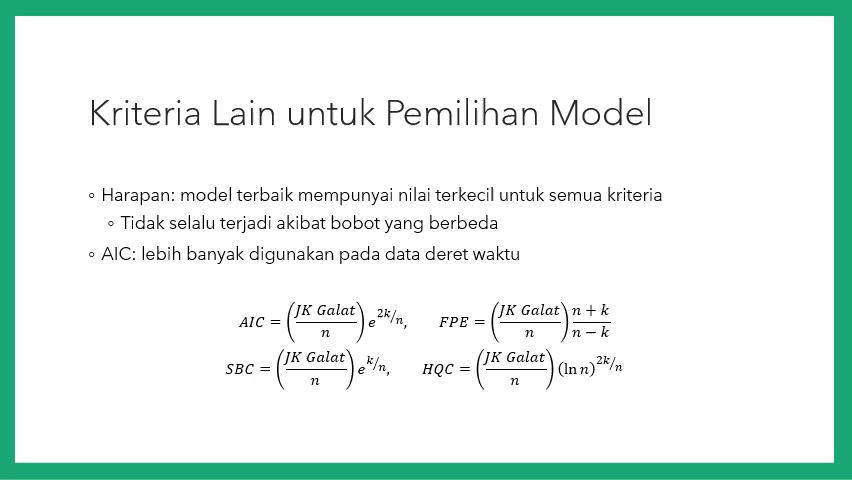 Kriteria Lain untuk Pemilihan Model
◦ Harapan: model terbaik mempunyai nilai terkecil untuk semua kriteria
◦ Tidak selalu terjadi akibat bobot yang berbeda
◦ AIC: lebih banyak digunakan pada data deret waktu
AIC = (JK Galat / n) e^(2k/n),   FPE = (JK Galat / n) (n + k)/(n − k)
SBC = (JK Galat / n) e^(k/n),   HQC = (JK Galat / n) (ln n)^(2k/n)